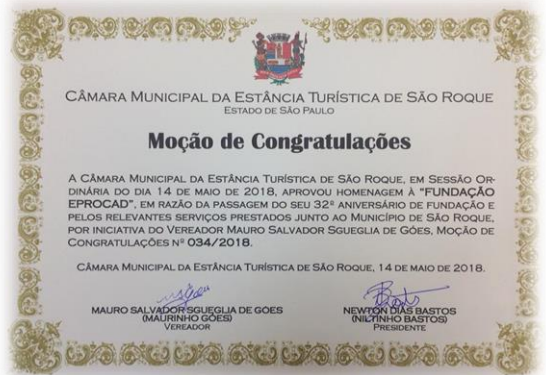 CÂMARA MUNICIPAL DA ESTÂNCIA TURÍSTICA DE SÃO ROQUE
ESTADO DE SÃO PAULO
Moção de Congratulações
A CÂMARA MUNICIPAL DA ESTÂNCIA TURÍSTICA DE SÃO ROQUE, EM SESSÃO OR-
DINÁRIA DO DIA 14 DE MAIO DE 2018, APROVOU HOMENAGEM À "FUNDAÇÃO
EPROCAD", EM RAZÃO DA PASSAGEM DO SEU 32º ANIVERSÁRIO DE FUNDAÇÃO E
PELOS RELEVANTES SERVIÇOS PRESTADOS JUNTO AO MUNICÍPIO DE SÃO ROQUE,
POR INICIATIVA DO VEREADOR MAURO SALVADOR SGUEGLIA DE GÓES, MOÇÃO DE
CONGRATULAÇÕES Nº 034/2018.
CÂMARA MUNICIPAL DA ESTÂNCIA TURÍSTICA DE SÃO ROQUE, 14 DE MAIO DE 2018.
MAURO SALVADOR SGUEGLIA DE GÓES
(MAURINHO GÓES)
VEREADOR
NEWTON DIAS BASTOS
(NILTINHO BASTOS)
PRESIDENTE